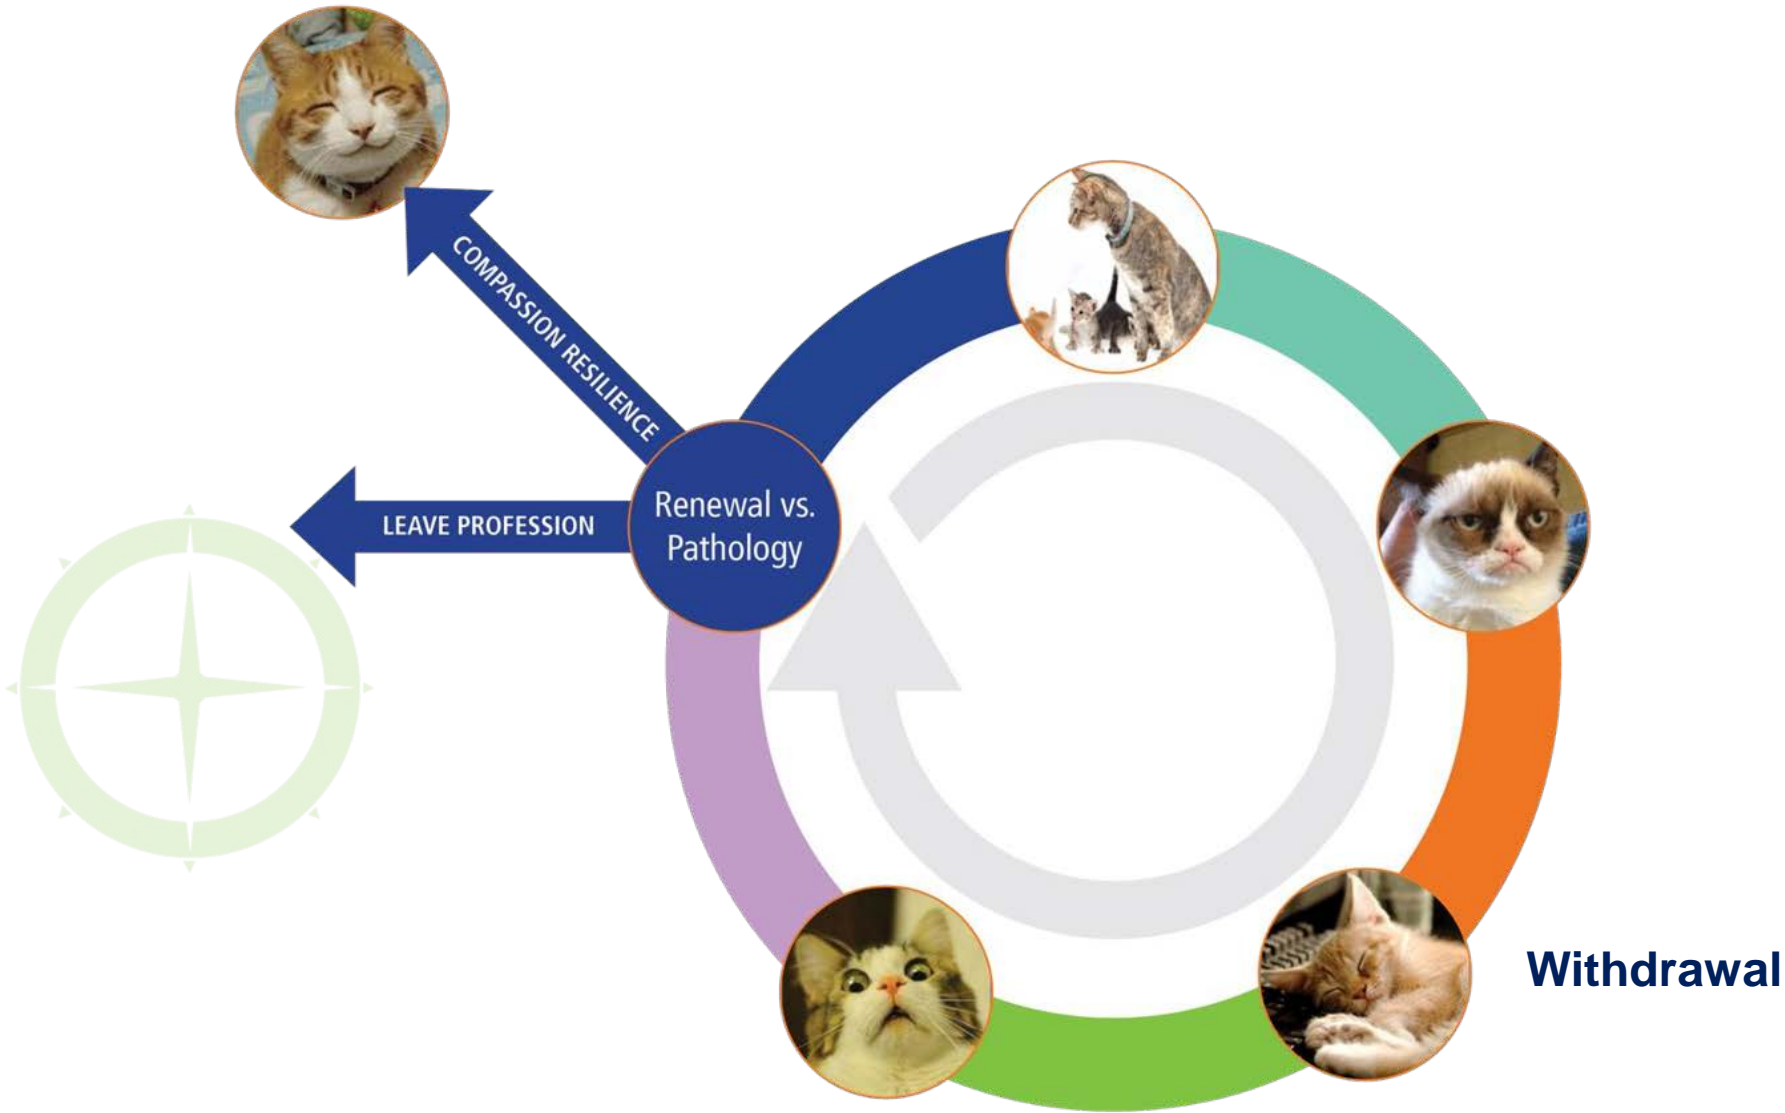 COMPASSION RESILIENCE
LEAVE PROFESSION
Renewal vs.
Pathology
Withdrawal